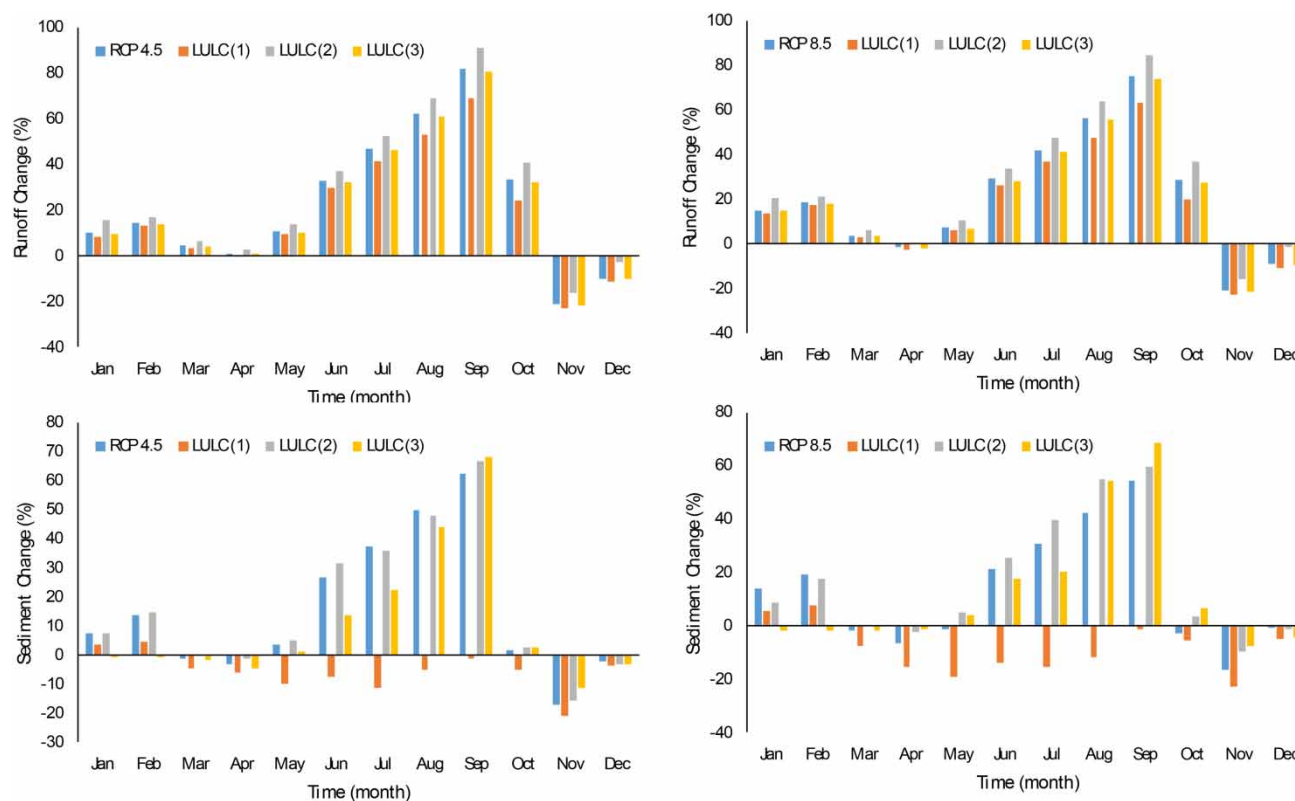 100
80
60
40
20
0
-20
-40
Runoff Change (%)
RCP 4.5 LULC(1) LULC(2) LULC(3)
Jan Feb Mar Apr May Jun Jul Aug Sep Oct Nov Dec
Time (month)
100
80
60
40
20
0
-20
-40
Runoff Change (%)
RCP 8.5 LULC(1) LULC(2) LULC(3)
Jan Feb Mar Apr May Jun Jul Aug Sep Oct Nov Dec
Time (month)
80
70
60
50
40
30
20
10
0
-10
-20
-30
Sediment Change (%)
RCP 4.5 LULC(1) LULC(2) LULC(3)
Jan Feb Mar Apr May Jun Jul Aug Sep Oct Nov Dec
Time (month)
80
60
40
20
0
-20
-40
Sediment Change (%)
RCP 8.5 LULC(1) LULC(2) LULC(3)
Jan Feb Mar Apr May Jun Jul Aug Sep Oct Nov Dec
Time (month)